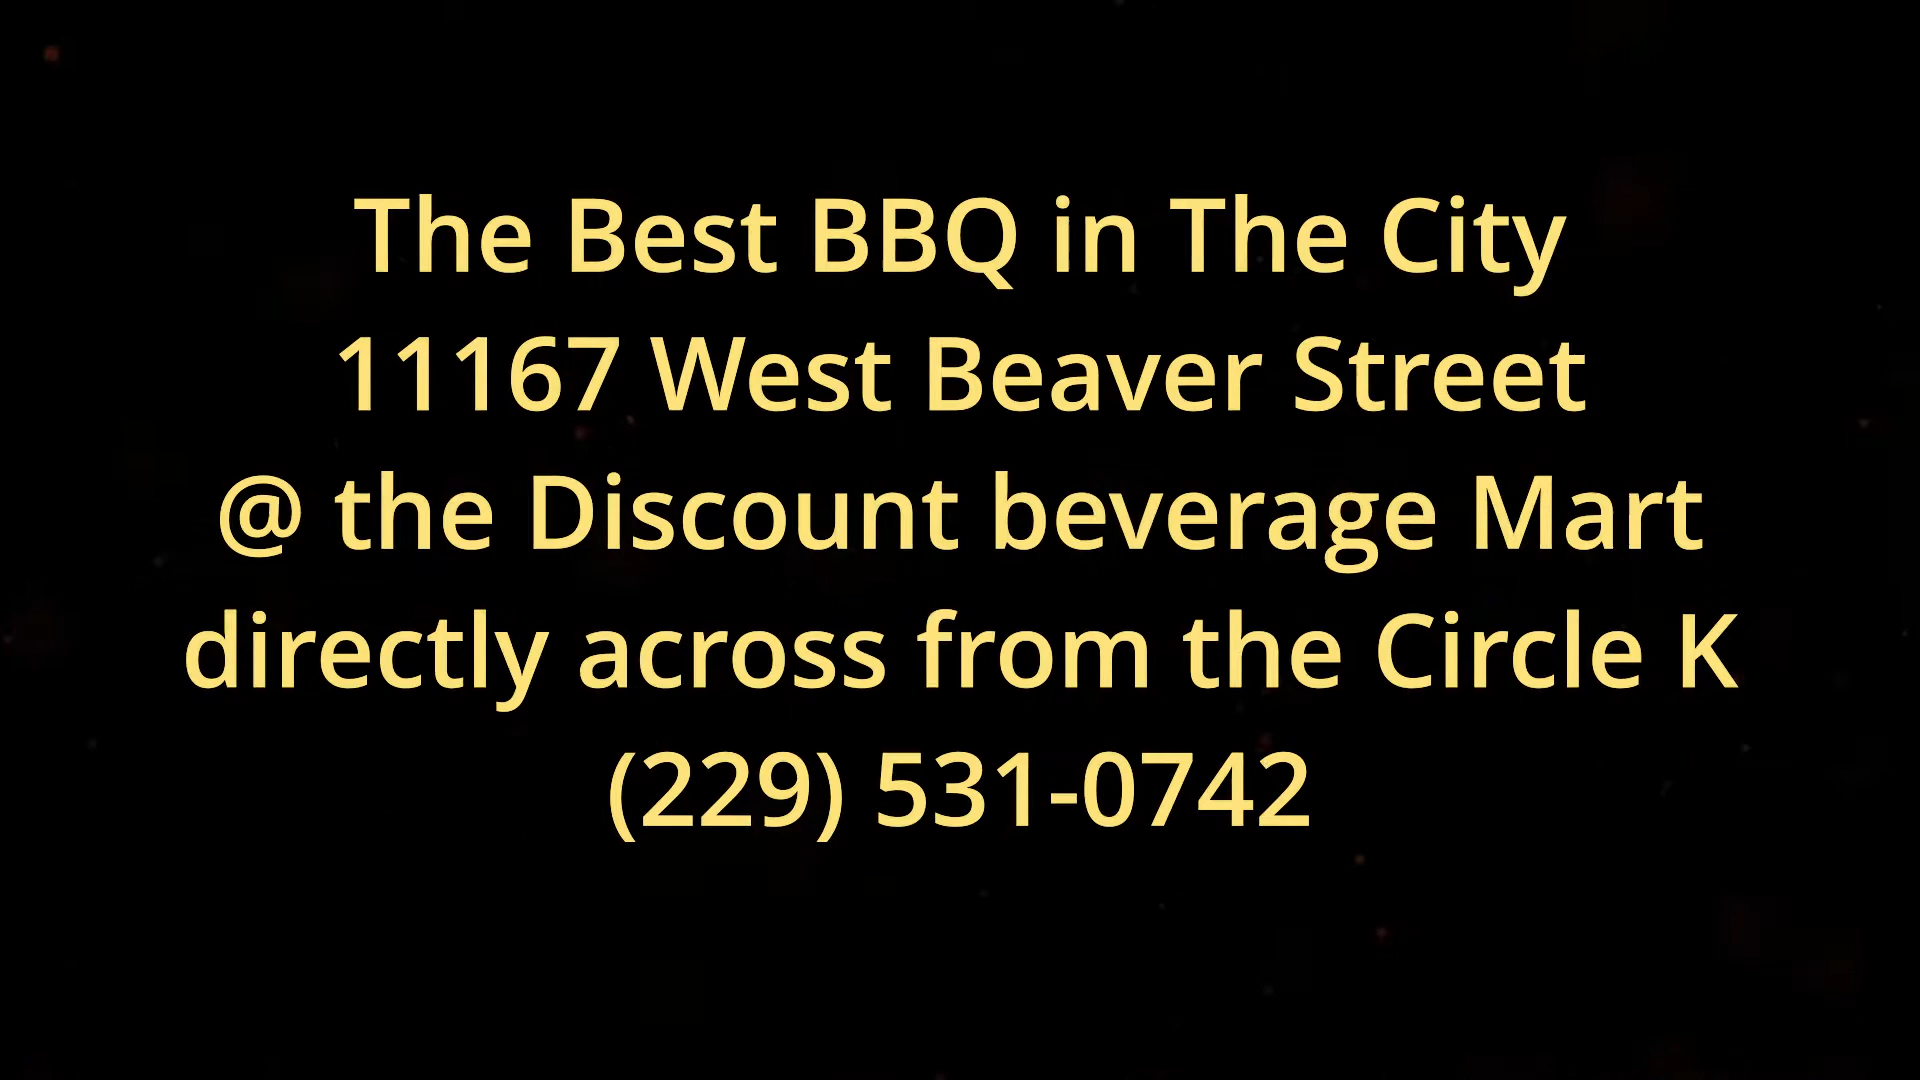 The Best BBQ in The City
11167 West Beaver Street
@ the Discount beverage Mart
directly across from the Circle K
(229) 531-0742